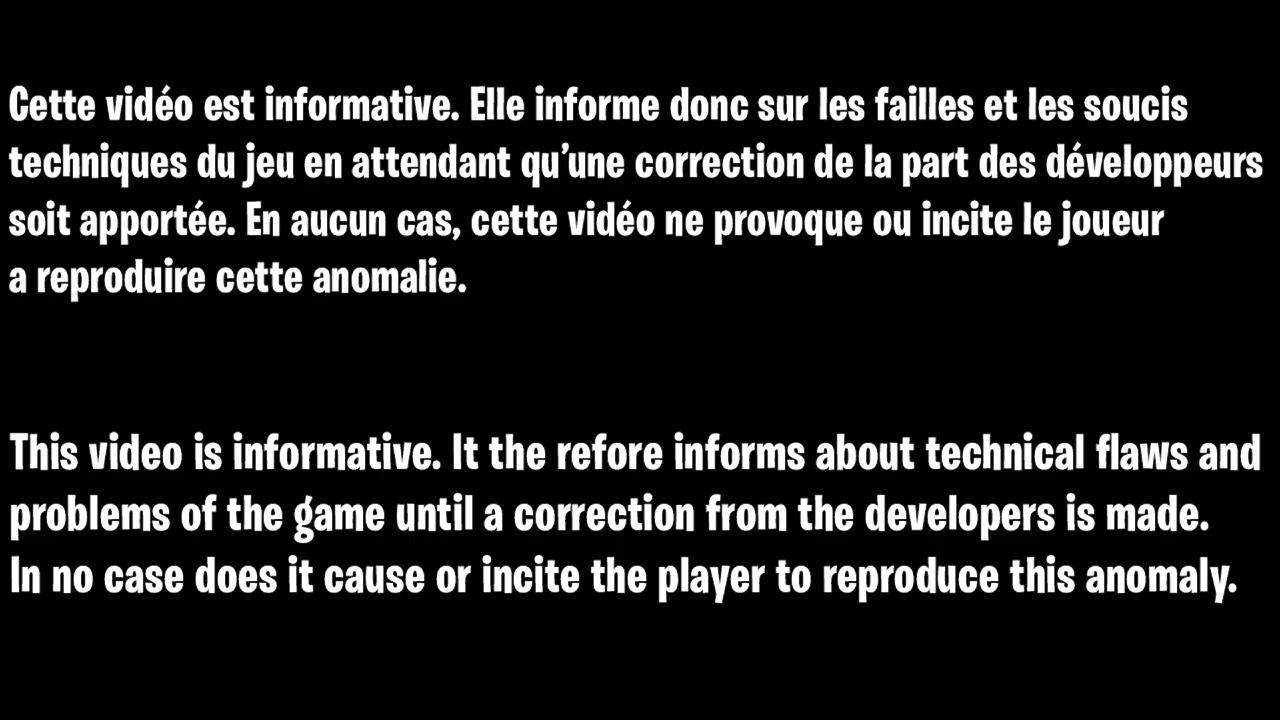 Cette vidéo est informative. Elle informe donc sur les failles et les soucis
techniques du jeu en attendant qu’une correction de la part des développeurs
soit apportée. En aucun cas, cette vidéo ne provoque ou incite le joueur
a reproduire cette anomalie.
This video is informative. It the refore informs about technical flaws and
problems of the game until a correction from the developers is made.
In no case does it cause or incite the player to reproduce this anomaly.